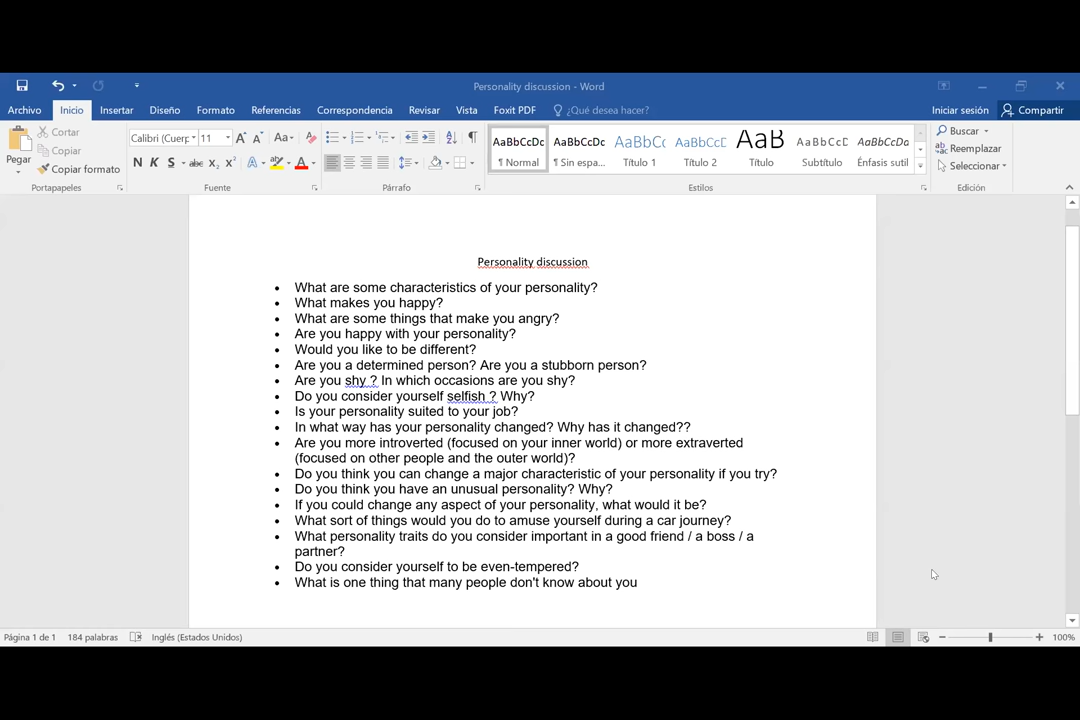 Personality discussion - Word
Archivo Inicio Insertar Diseño Formato Referencias Correspondencia Revisar Vista Foxit PDF ¿Qué desea hacer? Iniciar sesión Compartir
Pegar
Cortar
Copiar
Copiar formato
Portapapeles
Calibri (Cuerp 11
N K S abc X₂ X²
Fuente
Párrafo
AaBbCcDc AaBbCcDc AaBbC( AaBbCcC AaB AaBbCcC AaBbCcDa
¶ Normal ¶ Sin espa... Título 1 Título 2 Título Subtítulo Énfasis sutil
Estilos
Buscar
Reemplazar
Seleccionar
Edición
Personality discussion
• What are some characteristics of your personality?
• What makes you happy?
• What are some things that make you angry?
• Are you happy with your personality?
• Would you like to be different?
• Are you a determined person? Are you a stubborn person?
• Are you shy ? In which occasions are you shy?
• Do you consider yourself selfish ? Why?
• Is your personality suited to your job?
• In what way has your personality changed? Why has it changed??
• Are you more introverted (focused on your inner world) or more extraverted
(focused on other people and the outer world)?
• Do you think you can change a major characteristic of your personality if you try?
• Do you think you have an unusual personality? Why?
• If you could change any aspect of your personality, what would it be?
• What sort of things would you do to amuse yourself during a car journey?
• What personality traits do you consider important in a good friend / a boss / a
partner?
• Do you consider yourself to be even-tempered?
• What is one thing that many people don't know about you
Página 1 de 1 184 palabras Inglés (Estados Unidos) 100%